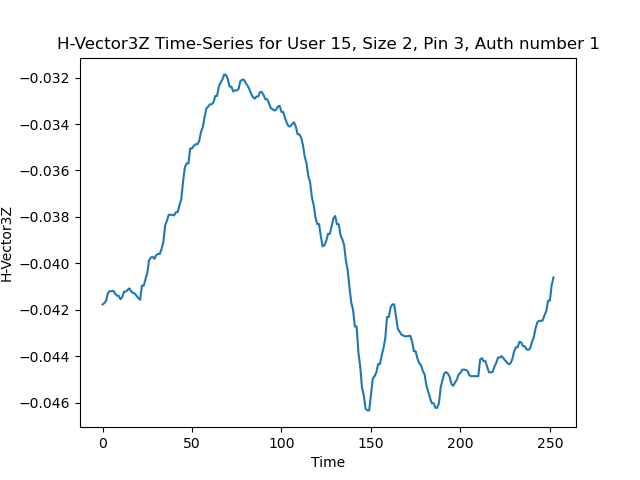 H-Vector3Z Time-Series for User 15, Size 2, Pin 3, Auth number 1
−0.032
−0.034
−0.036
−0.038
−0.040
−0.042
−0.044
−0.046
H-Vector3Z
0 50 100 150 200 250
Time